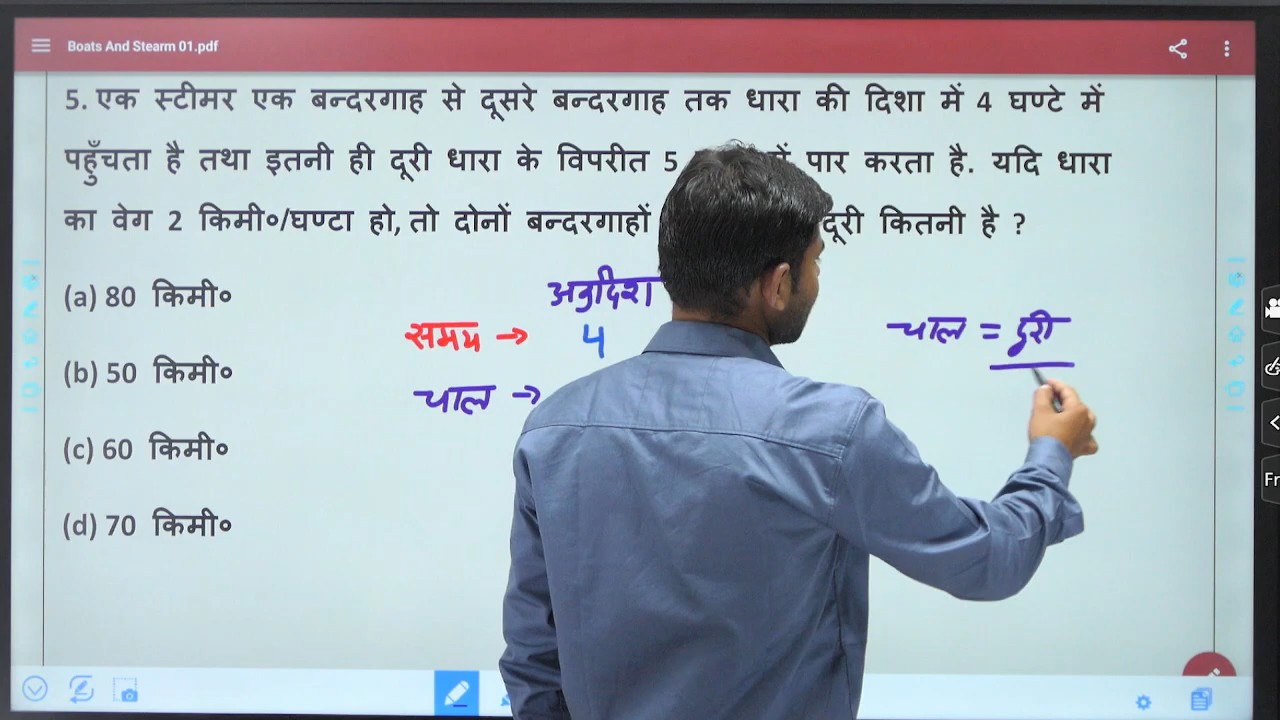 Boats And Stearm 01.pdf
5. एक स्टीमर एक बन्दरगाह से दूसरे बन्दरगाह तक धारा की दिशा में 4 घण्टे में
पहुँचता है तथा इतनी ही दूरी धारा के विपरीत 5 में पार करता है. यदि धारा
का वेग 2 किमी०/घण्टा हो, तो दोनों बन्दरगाहों दूरी कितनी है ?
(a) 80 किमी०
(b) 50 किमी०
(c) 60 किमी०
(d) 70 किमी०
अनुदिश
समय → 4
चाल →
चाल = दूरी
Fr